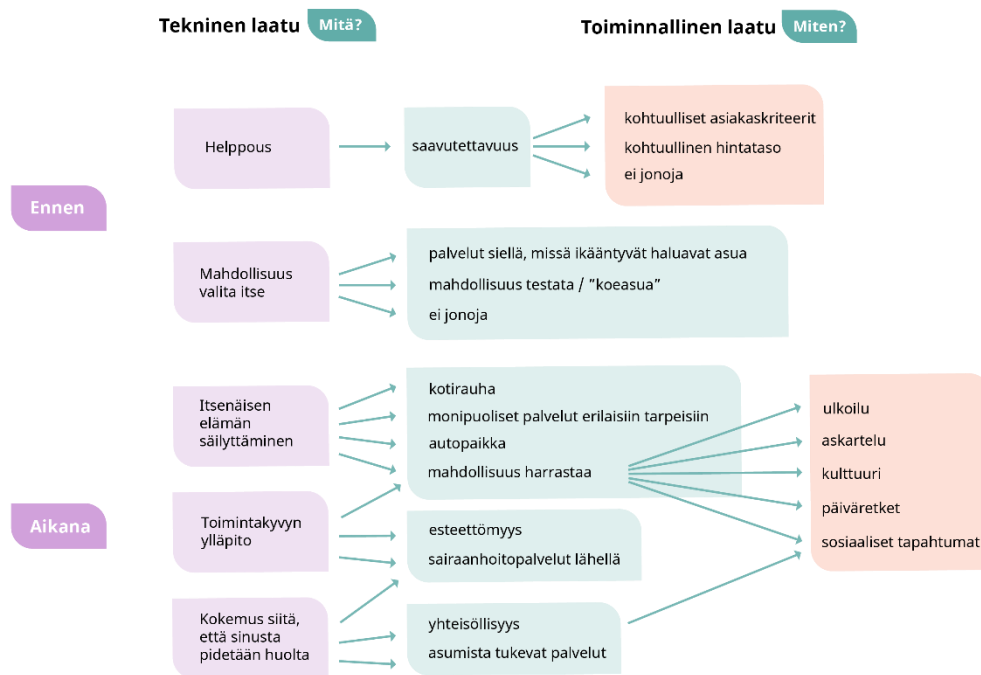 Tekninen laatu Mitä?
Toiminnallinen laatu Miten?
Ennen
Helppous
saavutettavuus
kohtuulliset asiakaskriteerit
kohtuullinen hintataso
ei jonoja
Mahdollisuus
valita itse
palvelut siellä, missä ikääntyvät haluavat asua
mahdollisuus testata / ”koeasua”
ei jonoja
Aikana
Itsenäisen
elämän
säilyttäminen
kotirauha
monipuoliset palvelut erilaisiin tarpeisiin
autopaikka
mahdollisuus harrastaa
ulkoilu
askartelu
kulttuuri
päiväretket
sosiaaliset tapahtumat
Toimintakyvyn
ylläpito
esteettömyys
sairaanhoitopalvelut lähellä
Kokemus siitä,
että sinusta
pidetään huolta
yhteisöllisyys
asumista tukevat palvelut